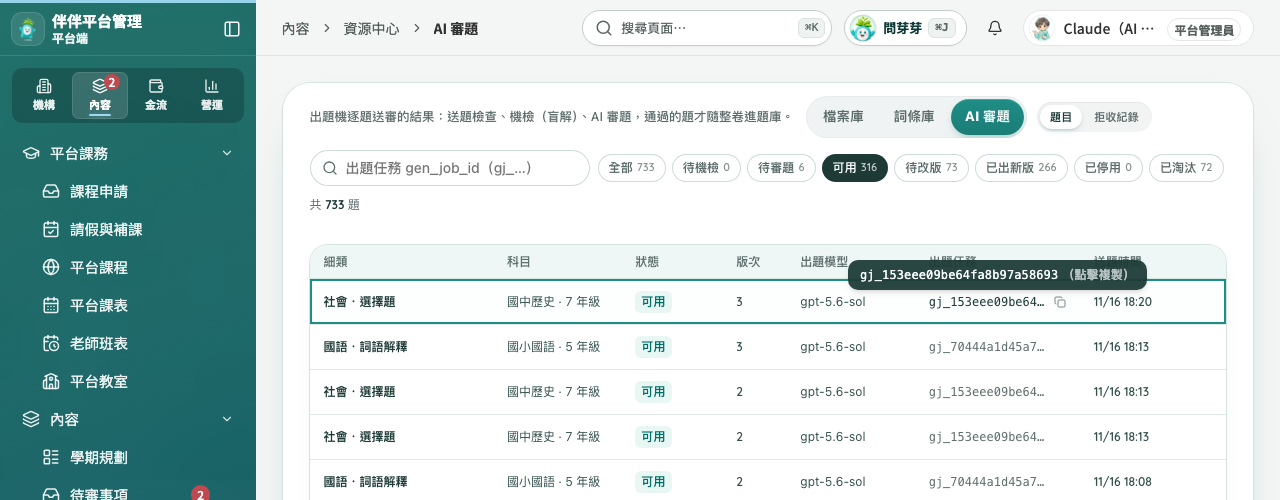 伴伴平台管理
平台端
機構
內容
2
金流
營運
平台課務
課程申請
請假與補課
平台課程
平台課表
老師班表
平台教室
內容
學期規劃
待審事項
2
內容 > 資源中心 > AI 審題
搜尋頁面… ⌘K
問芽芽 ⌘J
Claude（AI … 平台管理員
出題機逐題送審的結果：送題檢查、機檢（盲解）、AI 審題，通過的題才隨整卷進題庫。
檔案庫 詞條庫 AI 審題
題目 拒收紀錄
出題任務 gen_job_id（gj_…）
全部 733 待機檢 0 待審題 6 可用 316 待改版 73 已出新版 266 已停用 0 已淘汰 72
共 733 題
細類 科目 狀態 版次 出題模型
gj_153eee09be64fa8b97a58693 （點擊複製）
社會 · 選擇題 國中歷史 · 7 年級 可用 3 gpt-5.6-sol gj_153eee09be64… 11/16 18:20
國語 · 詞語解釋 國小國語 · 5 年級 可用 3 gpt-5.6-sol gj_70444a1d45a7… 11/16 18:13
社會 · 選擇題 國中歷史 · 7 年級 可用 2 gpt-5.6-sol gj_153eee09be64… 11/16 18:13
社會 · 選擇題 國中歷史 · 7 年級 可用 2 gpt-5.6-sol gj_153eee09be64… 11/16 18:13
國語 · 詞語解釋 國小國語 · 5 年級 可用 2 gpt-5.6-sol gj_70444a1d45a7… 11/16 18:08